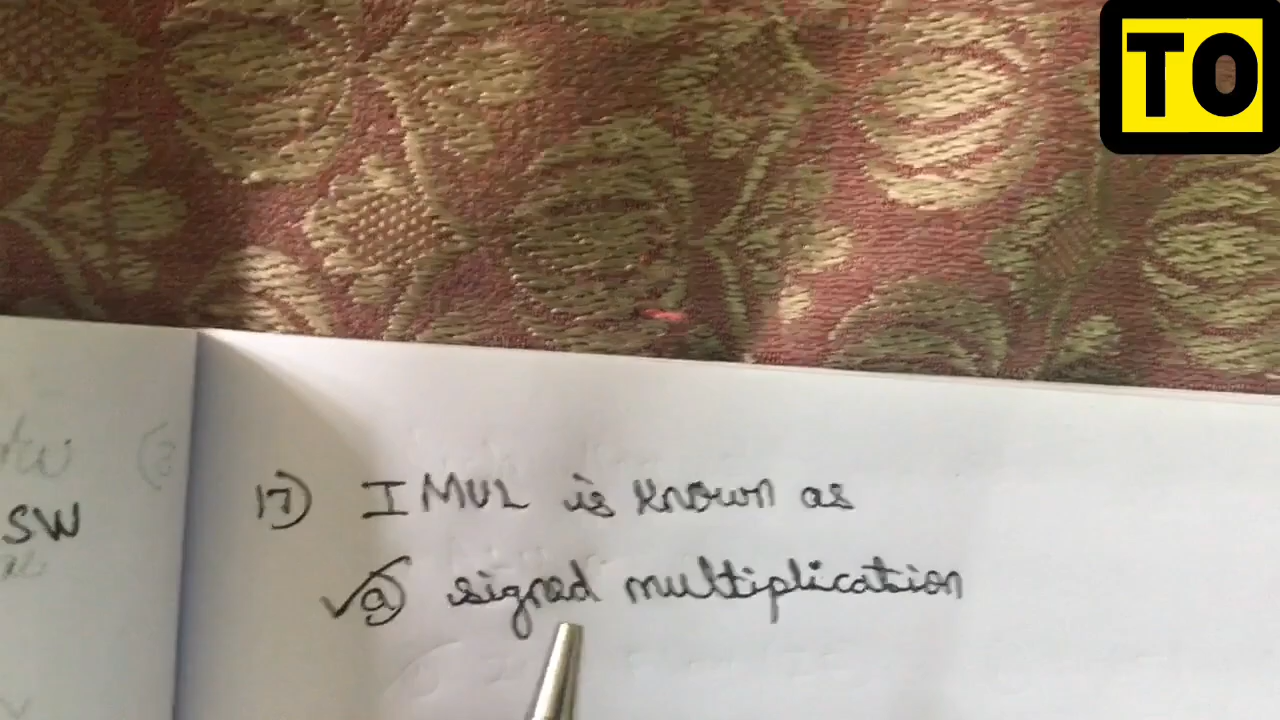 TO
SW
17) IMUL is known as
a) signed multiplication